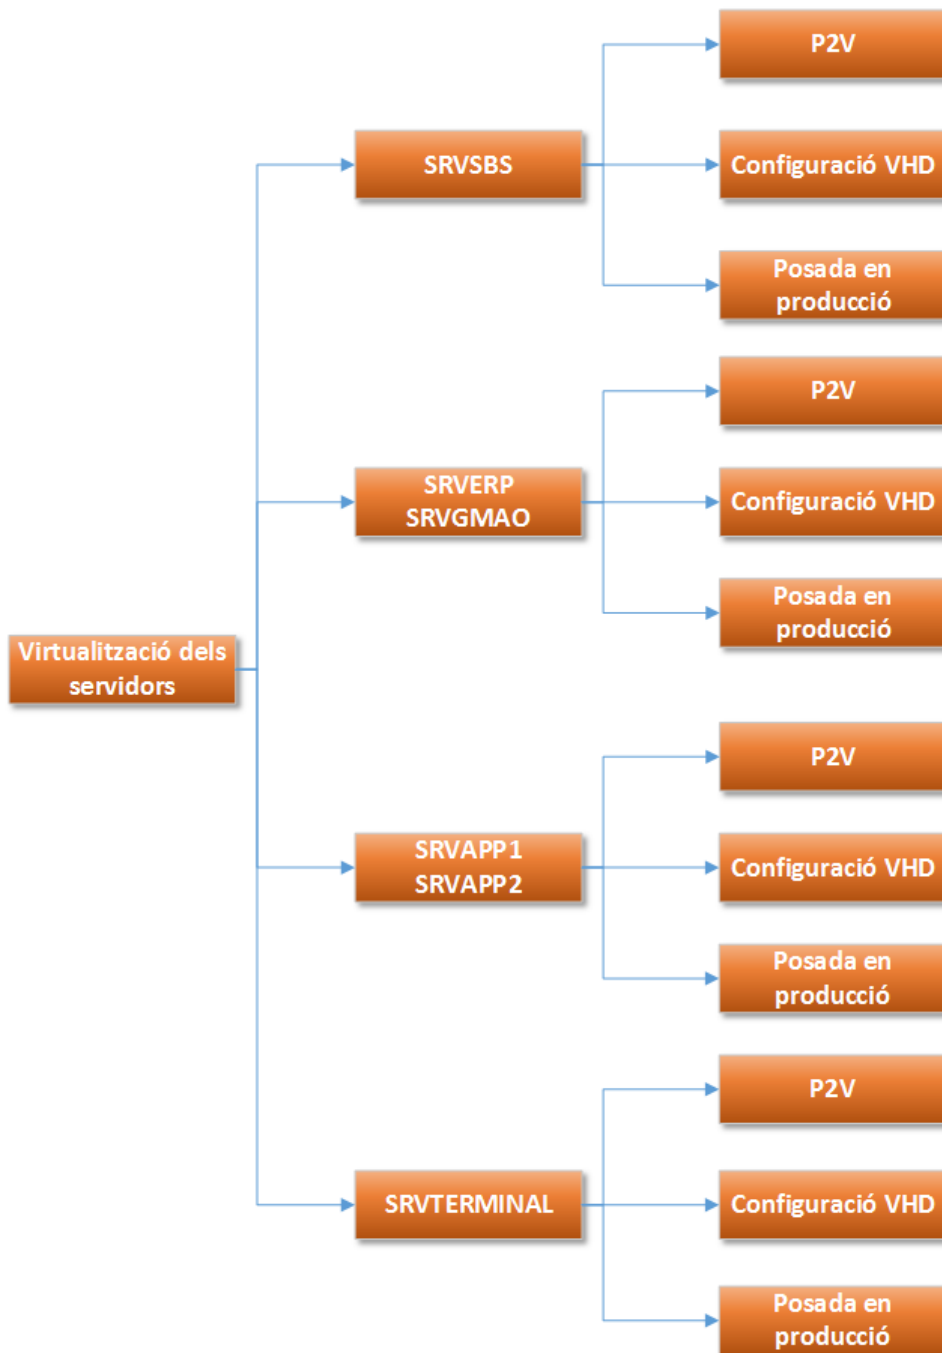 Virtualització dels
servidors
SRVSBS
P2V
Configuració VHD
Posada en
producció
SRVERP
SRVGMAO
P2V
Configuració VHD
Posada en
producció
SRVAPP1
SRVAPP2
P2V
Configuració VHD
Posada en
producció
SRVTERMINAL
P2V
Configuració VHD
Posada en
producció